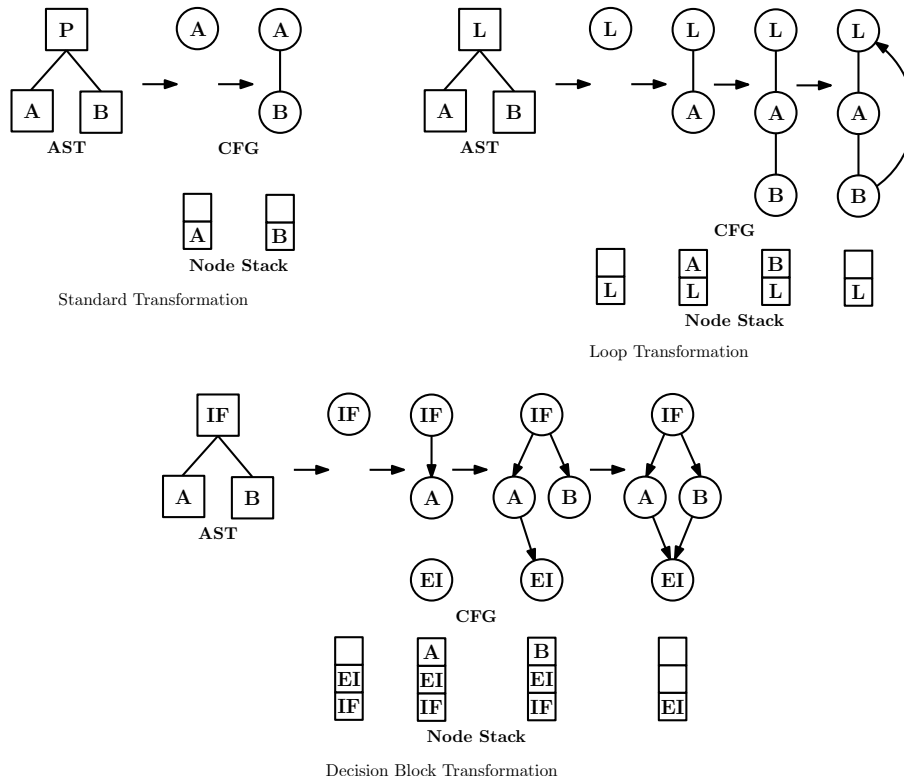 P
A B
AST
A
A
B
CFG
A
B
Node Stack
Standard Transformation
L
A B
AST
L
L
A
L
A
B
L
A
B
CFG
L
A
L
B
L
L
Node Stack
Loop Transformation
IF
A B
AST
IF
IF
A
EI
IF
A B
EI
IF
A B
EI
CFG
EI
IF
A
EI
IF
B
EI
IF
EI
Node Stack
Decision Block Transformation